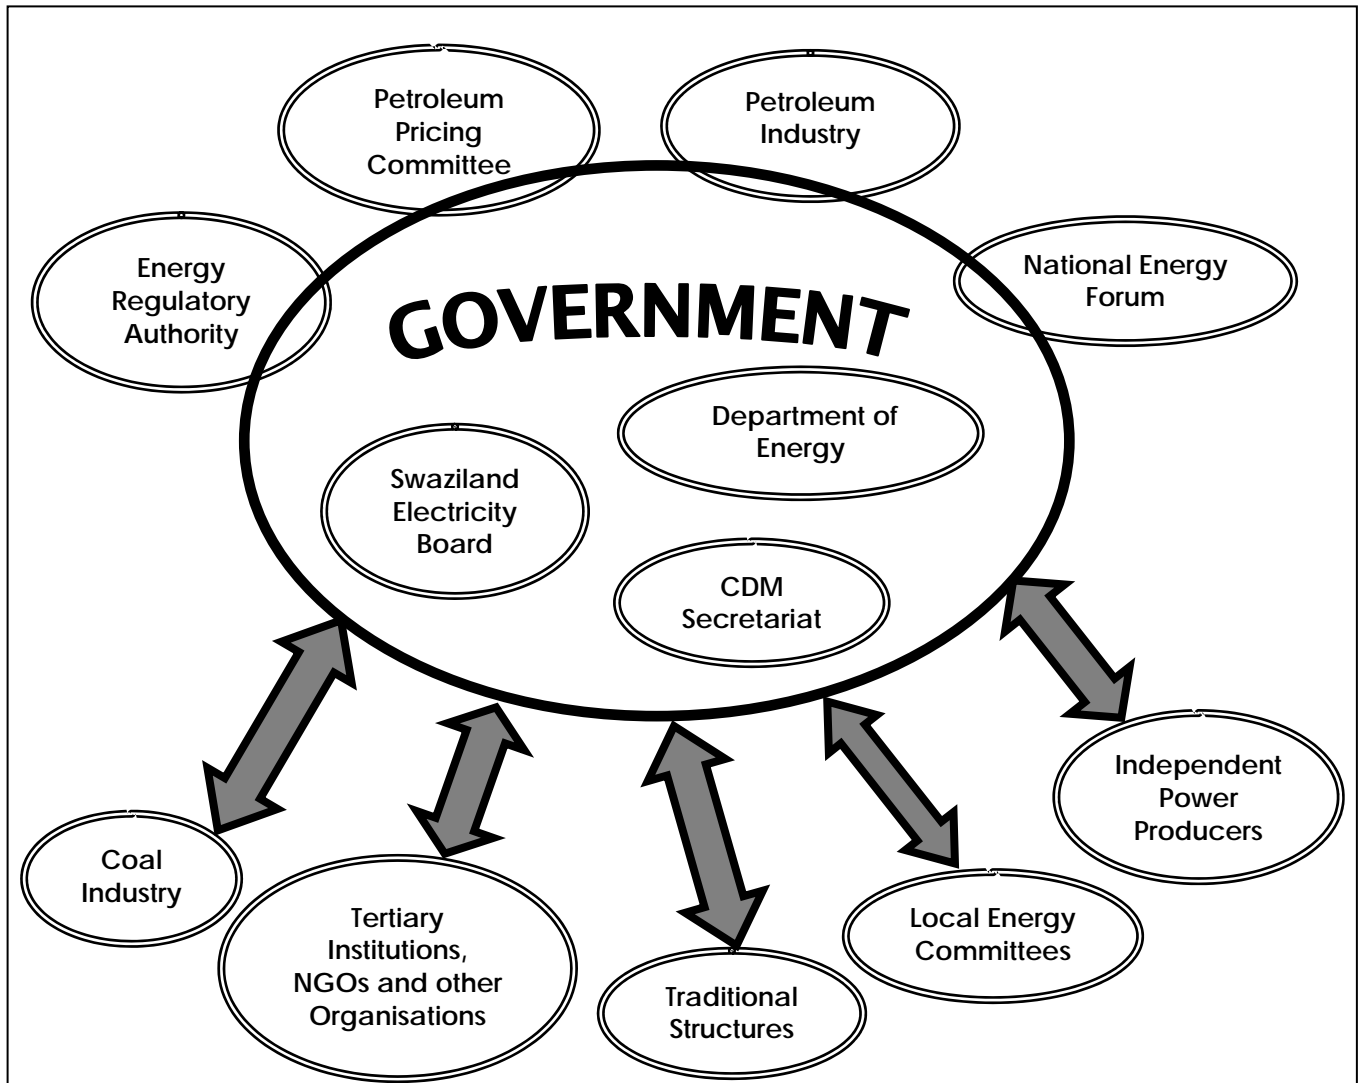 Petroleum
Pricing
Committee
Petroleum
Industry
Energy
Regulatory
Authority
National Energy
Forum
GOVERNMENT
Department of
Energy
Swaziland
Electricity
Board
CDM
Secretariat
Independent
Power
Producers
Coal
Industry
Tertiary
Institutions,
NGOs and other
Organisations
Local Energy
Committees
Traditional
Structures